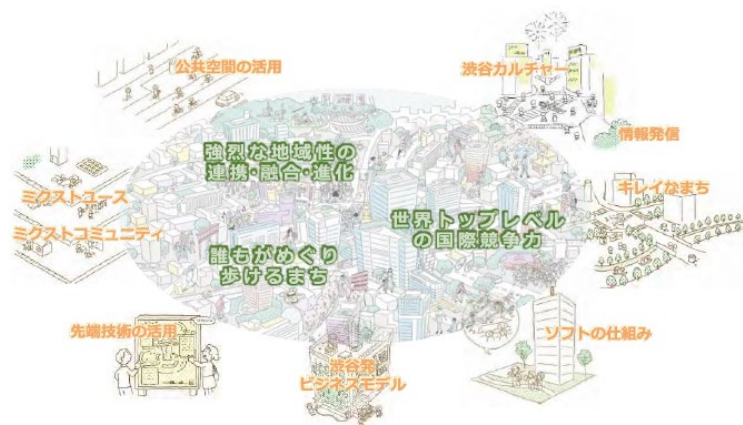 公共空間の活用
渋谷カルチャー
情報発信
強烈な地域性の
連携・融合・進化
ミクストユース
キレイなまち
世界トップレベル
の国際競争力
ミクストコミュニティ
誰もがめぐり
歩けるまち
先端技術の活用
ソフトの仕組み
渋谷発
ビジネスモデル